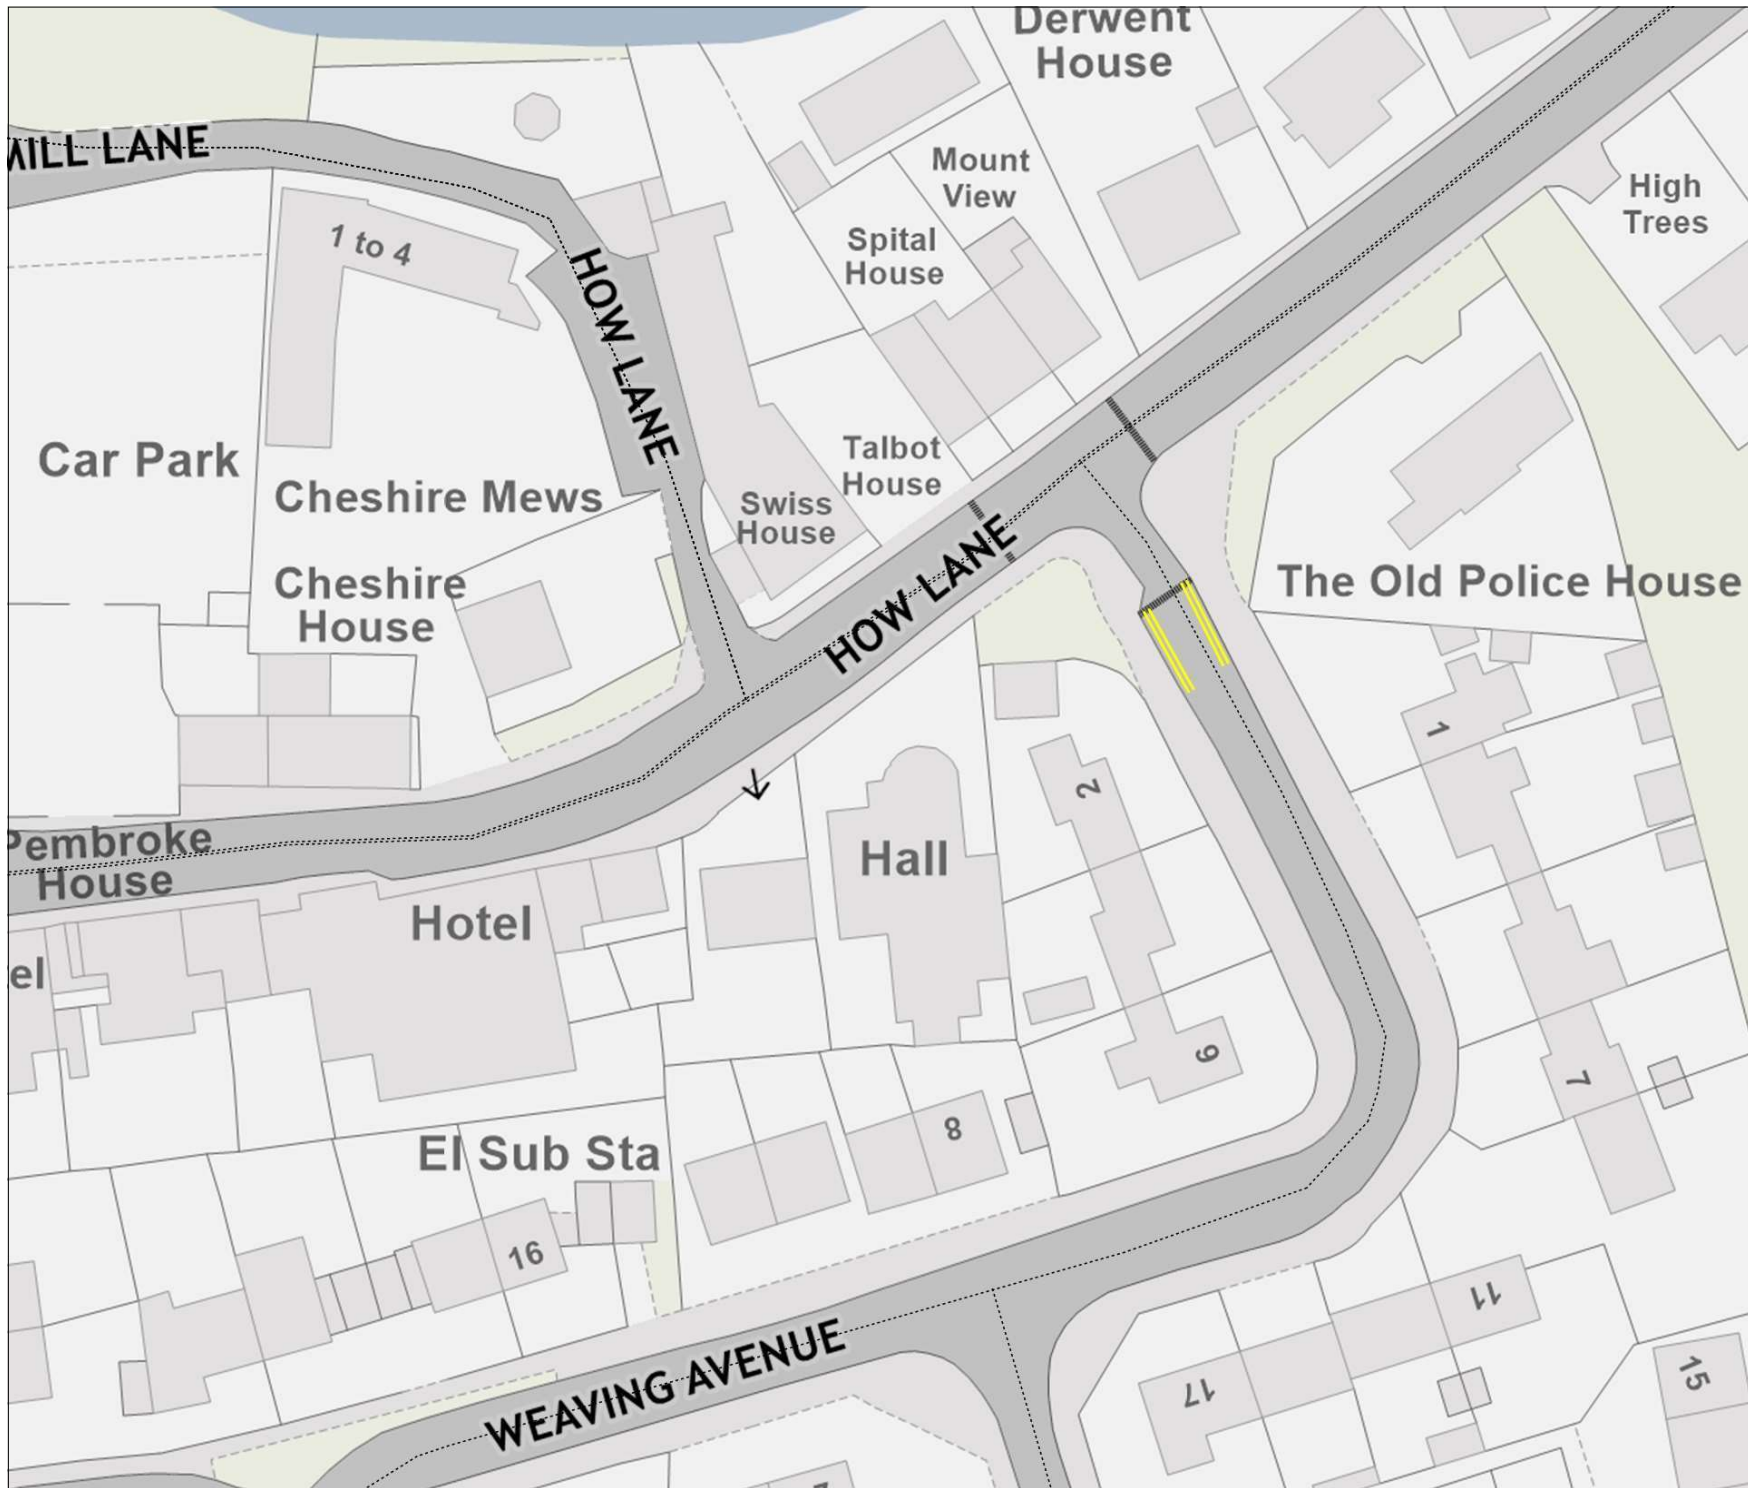 Derwent
House
MILL LANE
Mount
View
High
Trees
1 to 4
Spital
House
HOW LANE
Car Park
Talbot
House
Cheshire Mews
Swiss
House
Cheshire
House
The Old Police House
HOW LANE
1
2
Pembroke
House
Hall
Hotel
el
9
7
8
El Sub Sta
16
11
WEAVING AVENUE
17
15